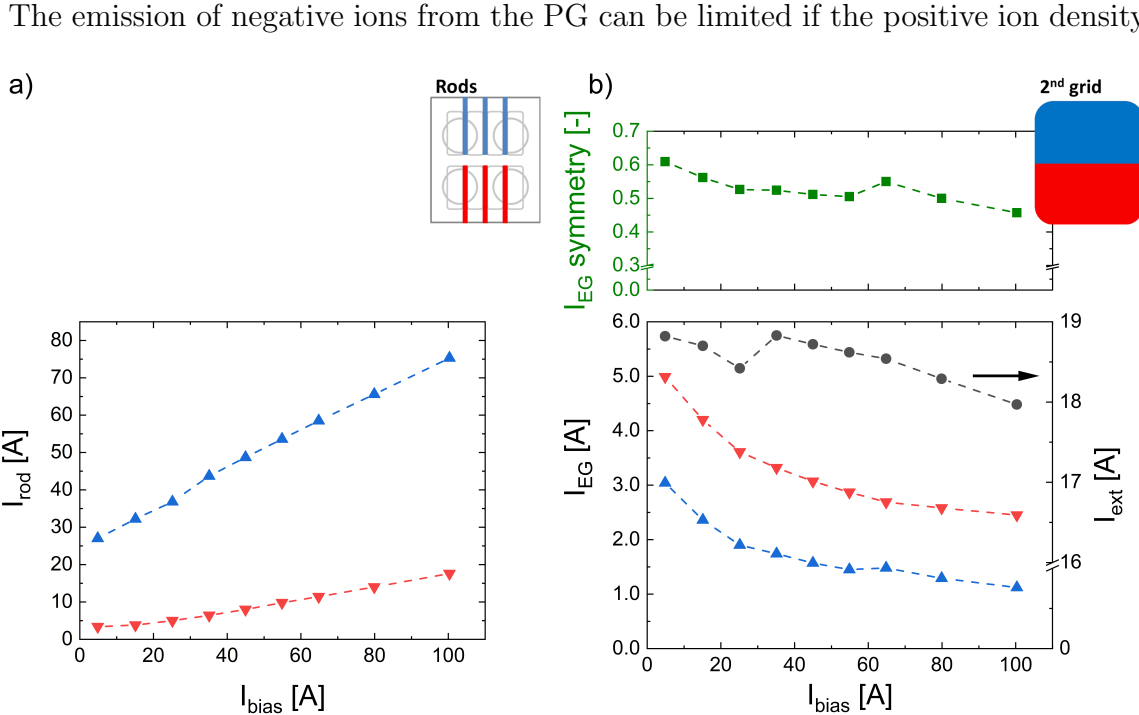 The emission of negative ions from the PG can be limited if the positive ion density
a)
Rods
I_rod [A]
80
70
60
50
40
30
20
10
0
0 20 40 60 80 100
I_bias [A]
b)
2nd grid
I_EG symmetry [-]
0.7
0.6
0.5
0.4
0.3
0.0
I_EG [A]
6.0
5.0
4.0
3.0
2.0
1.0
0.0
19
18
17
16
0
I_ext [A]
0 20 40 60 80 100
I_bias [A]